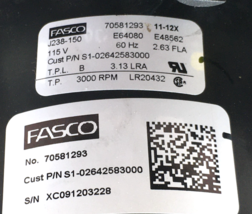 FASCO 70581293 11-12X
J238-150 E64080 E48562
115 V 60 Hz 2.63 FLA
Cust P/N S1-02642583000
T.P.L B 3.13 LRA
T.P. 3000 RPM LR20432
FASCO
No. 70581293
Cust P/N S1-02642583000
S/N XC091203228